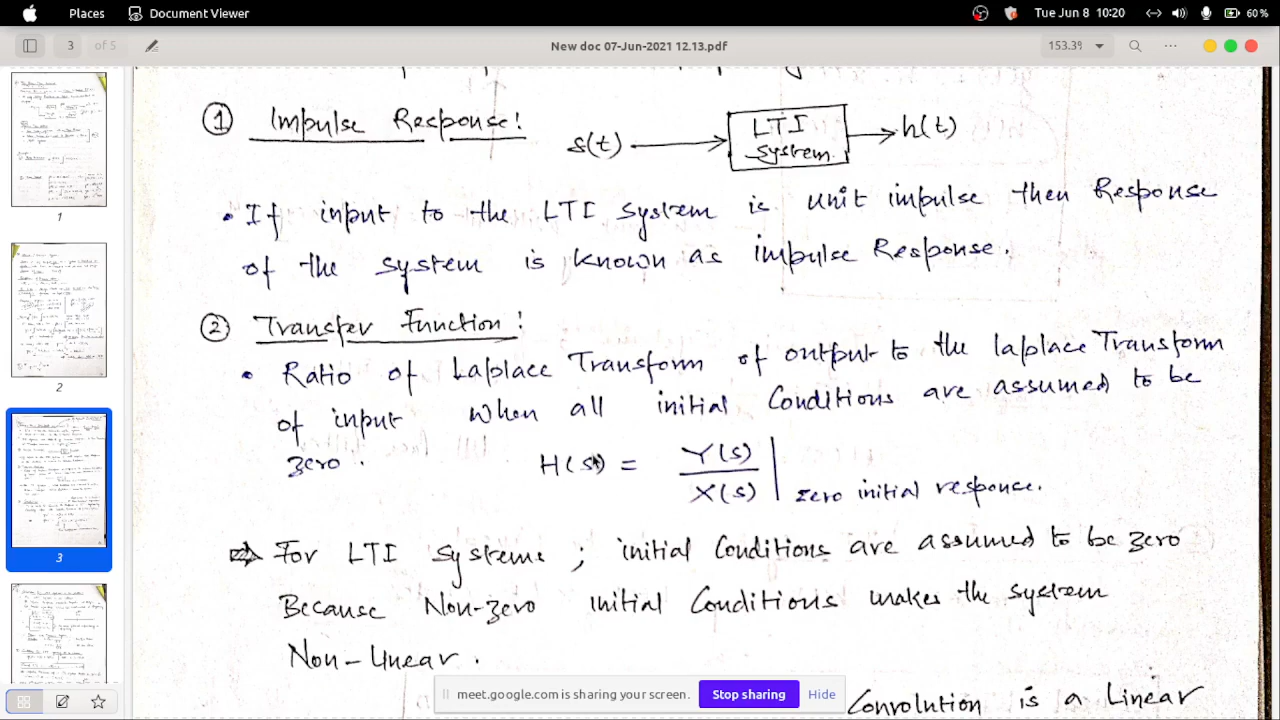 Places Document Viewer Tue Jun 8 10:20 60 %
3 of 5 New doc 07-Jun-2021 12.13.pdf 153.3%
1
2
3
① Impulse Response!
δ(t) LTI System h(t)
• If input to the LTI system is unit impulse then Response
of the system is known as impulse Response.
② Transfer Function!
• Ratio of Laplace Transform of output to the laplace Transform
of input when all initial Conditions are assumed to be
zero.
H(s) = Y(s)/X(s) | zero initial response.
⇒ For LTI systems ; initial Conditions are assumed to be zero
Because Non-zero initial Conditions makes the system
Non-linear
meet.google.com is sharing your screen. Stop sharing Hide
Convolution is a Linear